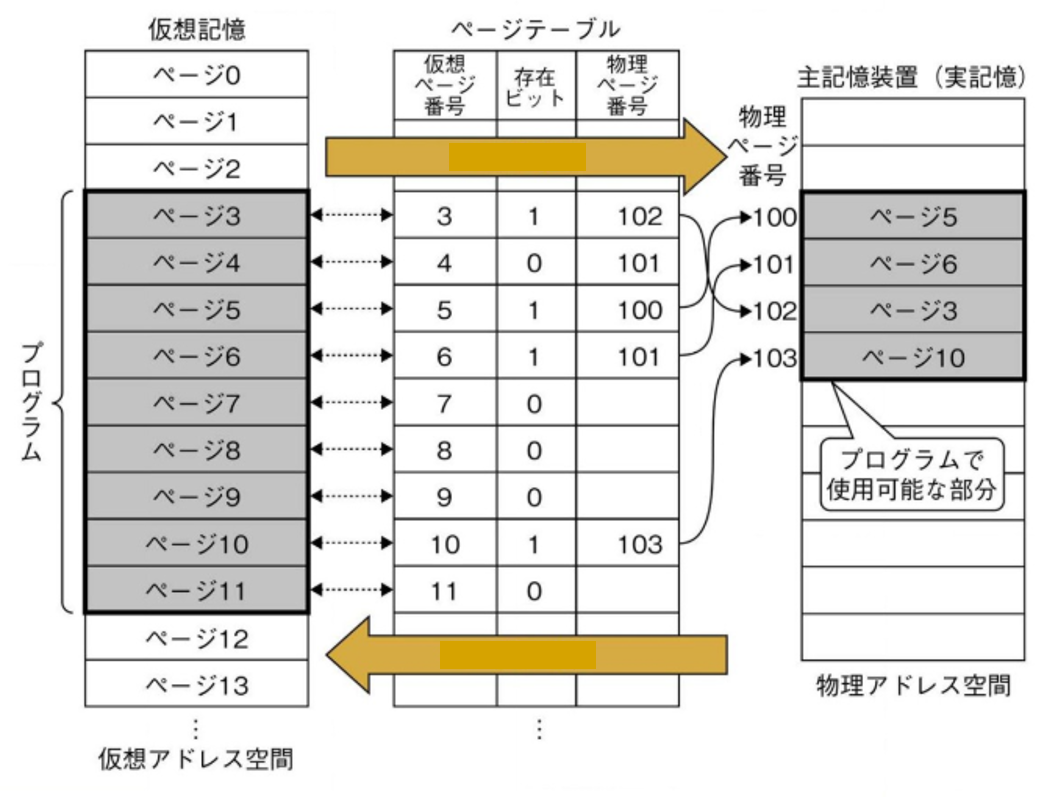 仮想記憶
ページ0
ページ1
ページ2
ページ3
ページ4
ページ5
ページ6
ページ7
ページ8
ページ9
ページ10
ページ11
ページ12
ページ13
⋮
仮想アドレス空間
プログラム
ページテーブル
仮想
ページ
番号
存在
ビット
物理
ページ
番号
3 1 102
4 0 101
5 1 100
6 1 101
7 0
8 0
9 0
10 1 103
11 0
⋮
主記憶装置（実記憶）
物理
ページ
番号
100 ページ5
101 ページ6
102 ページ3
103 ページ10
プログラムで
使用可能な部分
物理アドレス空間